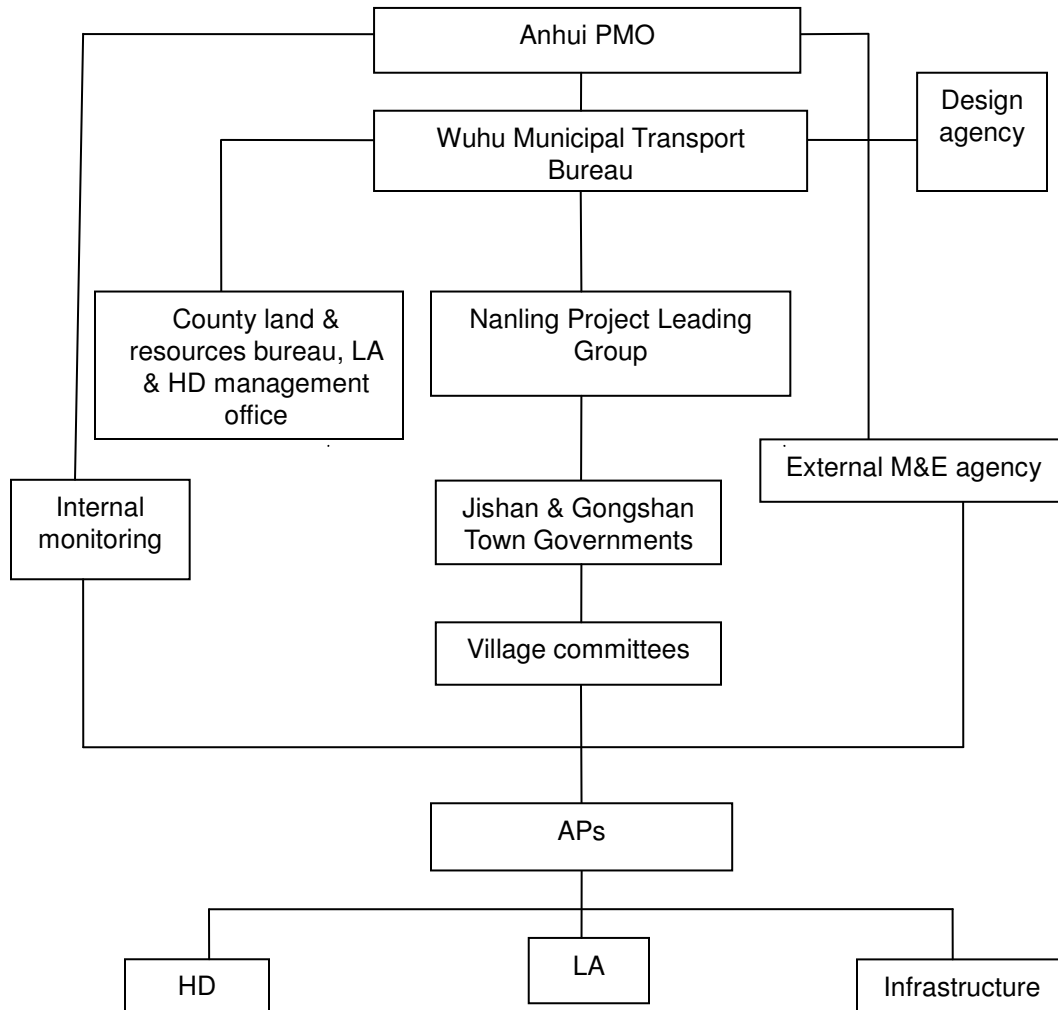 Anhui PMO
Design
agency
Wuhu Municipal Transport
Bureau
County land &
resources bureau, LA
& HD management
office
Nanling Project Leading
Group
External M&E agency
Internal
monitoring
Jishan & Gongshan
Town Governments
Village committees
APs
HD
LA
Infrastructure